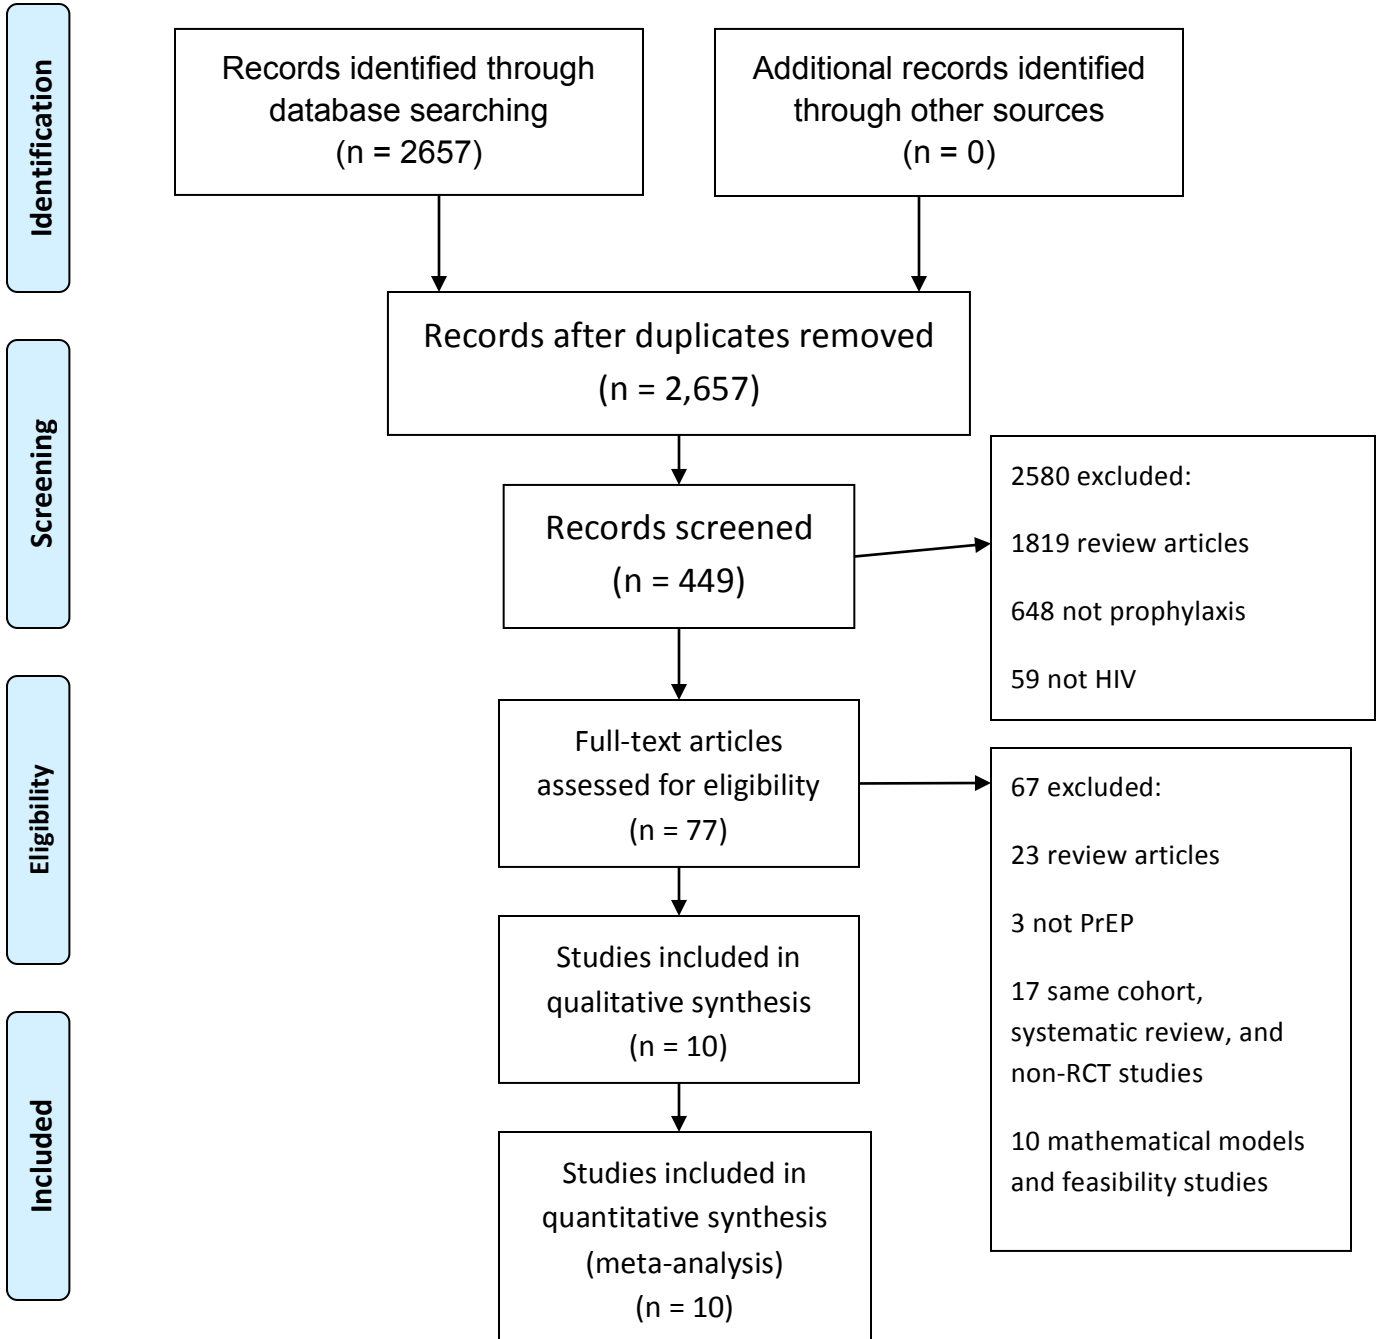 Identification
Records identified through
database searching
(n = 2657)
Additional records identified
through other sources
(n = 0)
Records after duplicates removed
(n = 2,657)
Screening
Records screened
(n = 449)
2580 excluded:
1819 review articles
648 not prophylaxis
59 not HIV
Eligibility
Full-text articles
assessed for eligibility
(n = 77)
67 excluded:
23 review articles
3 not PrEP
17 same cohort,
systematic review, and
non-RCT studies
10 mathematical models
and feasibility studies
Studies included in
qualitative synthesis
(n = 10)
Included
Studies included in
quantitative synthesis
(meta-analysis)
(n = 10)